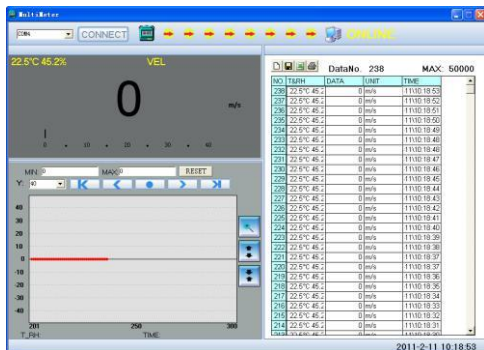 MultiMeter
COM4 CONNECT ONLINE
22.5°C 45.2% VEL
0 m/s
0 10 20 30 40
MIN: 0 MAX: 0 RESET
Y: 40
40
30
20
10
0
-10
-20
-30
-40
201 250 300
T_RH TIME
DataNo. 238 MAX: 50000
NO. T&RH DATA UNIT TIME
238 22.5°C 45.2 0 m/s -11\10:18:53
237 22.5°C 45.2 0 m/s -11\10:18:52
236 22.5°C 45.2 0 m/s -11\10:18:51
235 22.5°C 45.2 0 m/s -11\10:18:50
234 22.5°C 45.2 0 m/s -11\10:18:49
233 22.5°C 45.2 0 m/s -11\10:18:48
232 22.5°C 45.2 0 m/s -11\10:18:48
231 22.5°C 45.2 0 m/s -11\10:18:47
230 22.5°C 45.2 0 m/s -11\10:18:46
229 22.5°C 45.2 0 m/s -11\10:18:45
228 22.5°C 45.2 0 m/s -11\10:18:44
227 22.5°C 45.2 0 m/s -11\10:18:43
226 22.5°C 45.2 0 m/s -11\10:18:42
225 22.5°C 45.2 0 m/s -11\10:18:41
224 22.5°C 45.2 0 m/s -11\10:18:40
223 22.5°C 45.2 0 m/s -11\10:18:39
222 22.5°C 45.2 0 m/s -11\10:18:38
221 22.5°C 45.2 0 m/s -11\10:18:37
220 22.5°C 45.2 0 m/s -11\10:18:37
219 22.5°C 45.2 0 m/s -11\10:18:36
218 22.5°C 45.2 0 m/s -11\10:18:35
217 22.5°C 45.2 0 m/s -11\10:18:34
216 22.5°C 45.2 0 m/s -11\10:18:33
215 22.5°C 45.2 0 m/s -11\10:18:32
214 22.5°C 45.2 0 m/s -11\10:18:31
2011-2-11 10:18:53